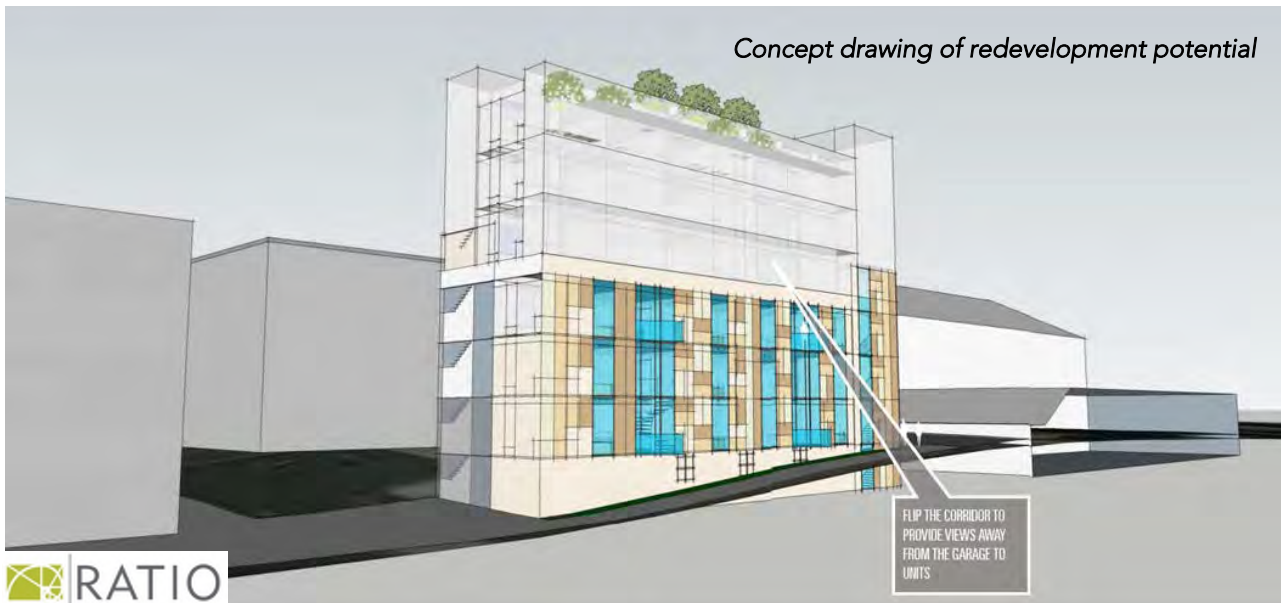 Concept drawing of redevelopment potential
FLIP THE CORRIDOR TO
PROVIDE VIEWS AWAY
FROM THE GARAGE TO
UNITS
RATIO